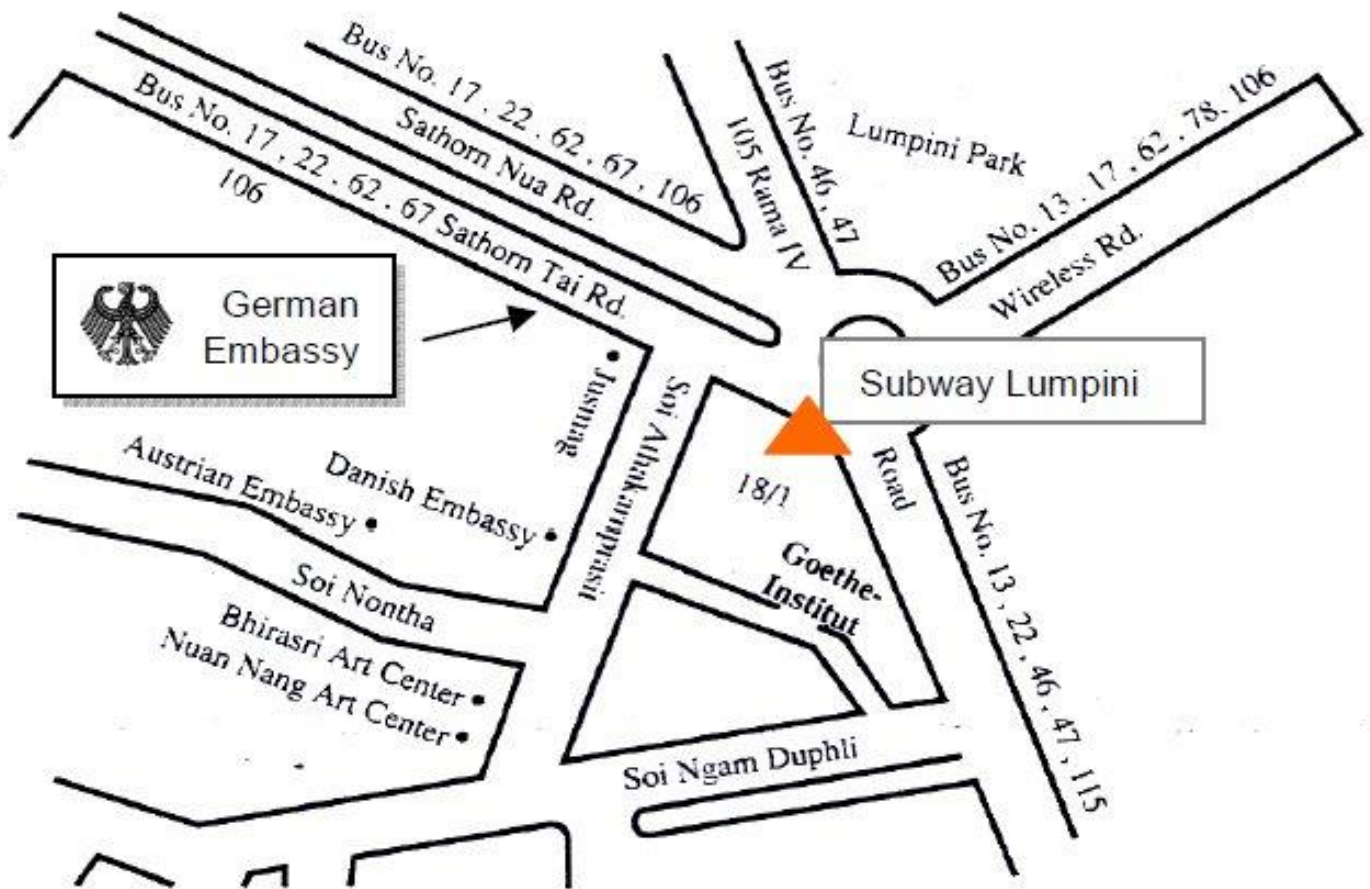 Bus No. 17 , 22 . 62 , 67, 106
Sathorn Nua Rd.
Bus No. 17 , 22 . 62 . 67 Sathorn Tai Rd.
106
105 Rama IV
Bus No. 46 , 47
Lumpini Park
Bus No. 13 . 17 , 62 , 78, 106
Wireless Rd.
German
Embassy
Subway Lumpini
Jusmag
Soi Athakarnprasit
18/1
Road
Bus No. 13 , 22 , 46 , 47 , 115
Austrian Embassy
Danish Embassy
Goethe-
Institut
Soi Nontha
Bhirasri Art Center
Nuan Nang Art Center
Soi Ngam Duphli